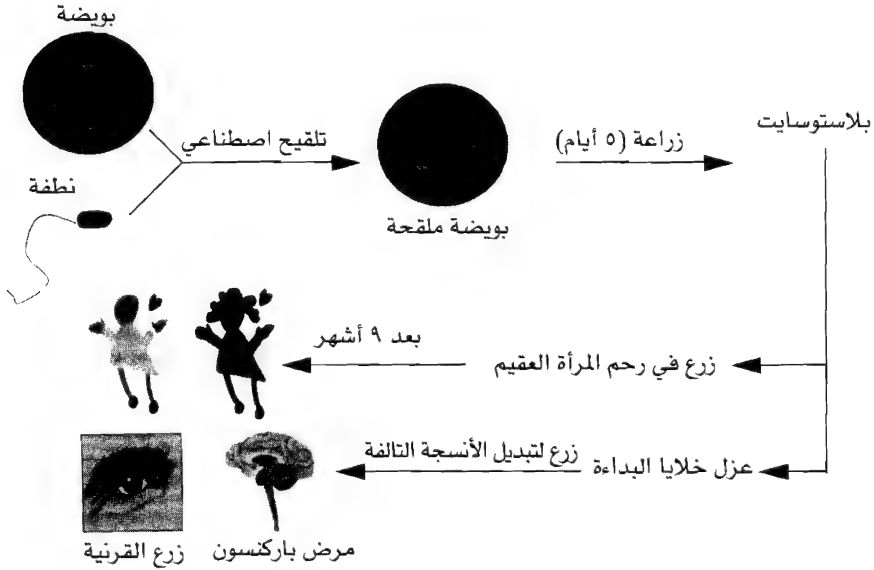 بويضة
تلقيح اصطناعي
زراعة (٥ أيام)
بلاستوسايت
نطفة
بويضة ملقحة
بعد ٩ أشهر
زرع في رحم المرأة العقيم
زرع لتبديل الأنسجة التالفة
عزل خلايا البداءة
مرض باركنسون
زرع القرنية